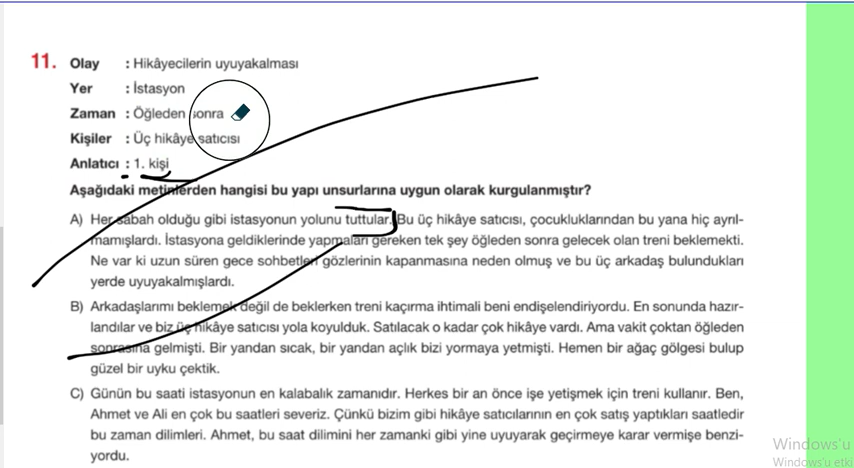 11. Olay : Hikâyecilerin uyuyakalması
Yer : İstasyon
Zaman : Öğleden sonra
Kişiler : Üç hikâye satıcısı
Anlatıcı : 1. kişi
Aşağıdaki metinlerden hangisi bu yapı unsurlarına uygun olarak kurgulanmıştır?
A) Her sabah olduğu gibi istasyonun yolunu tuttular. Bu üç hikâye satıcısı, çocukluklarından bu yana hiç ayrıl-
mamışlardı. İstasyona geldiklerinde yapmaları gereken tek şey öğleden sonra gelecek olan treni beklemekti.
Ne var ki uzun süren gece sohbetleri gözlerinin kapanmasına neden olmuş ve bu üç arkadaş bulundukları
yerde uyuyakalmışlardı.
B) Arkadaşlarımı beklemek değil de beklerken treni kaçırma ihtimali beni endişelendiriyordu. En sonunda hazır-
landılar ve biz üç hikâye satıcısı yola koyulduk. Satılacak o kadar çok hikâye vardı. Ama vakit çoktan öğleden
sonrasına gelmişti. Bir yandan sıcak, bir yandan açlık bizi yormaya yetmişti. Hemen bir ağaç gölgesi bulup
güzel bir uyku çektik.
C) Günün bu saati istasyonun en kalabalık zamanıdır. Herkes bir an önce işe yetişmek için treni kullanır. Ben,
Ahmet ve Ali en çok bu saatleri severiz. Çünkü bizim gibi hikâye satıcılarının en çok satış yaptıkları saatledir
bu zaman dilimleri. Ahmet, bu saat dilimini her zamanki gibi yine uyuyarak geçirmeye karar vermişe benzi-
yordu.
Windows'u
Windows'u etki